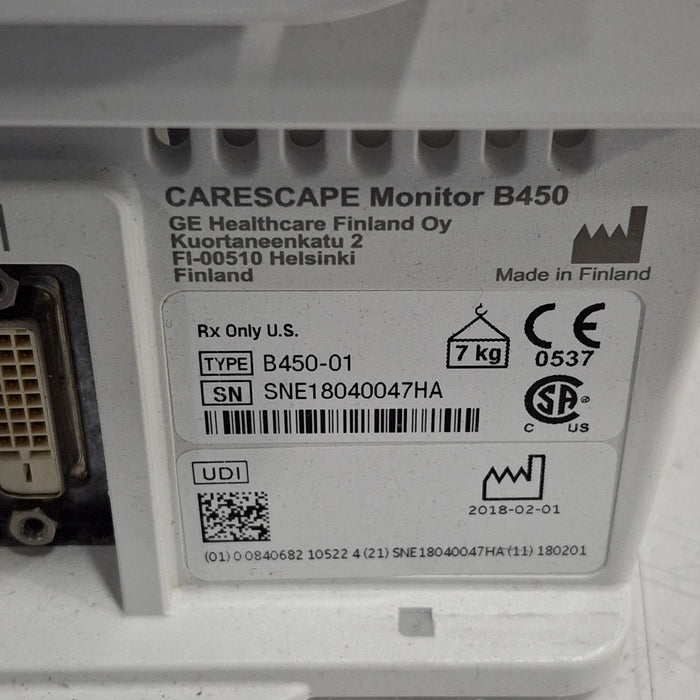 CARESCAPE Monitor B450
GE Healthcare Finland Oy
Kuortaneenkatu 2
FI-00510 Helsinki
Finland
Made in Finland
Rx Only U.S.
TYPE B450-01
SN SNE18040047HA
7 kg
CE
0537
CSA ®
C US
UDI
2018-02-01
(01) 0 0840682 10522 4 (21) SNE18040047HA (11) 180201